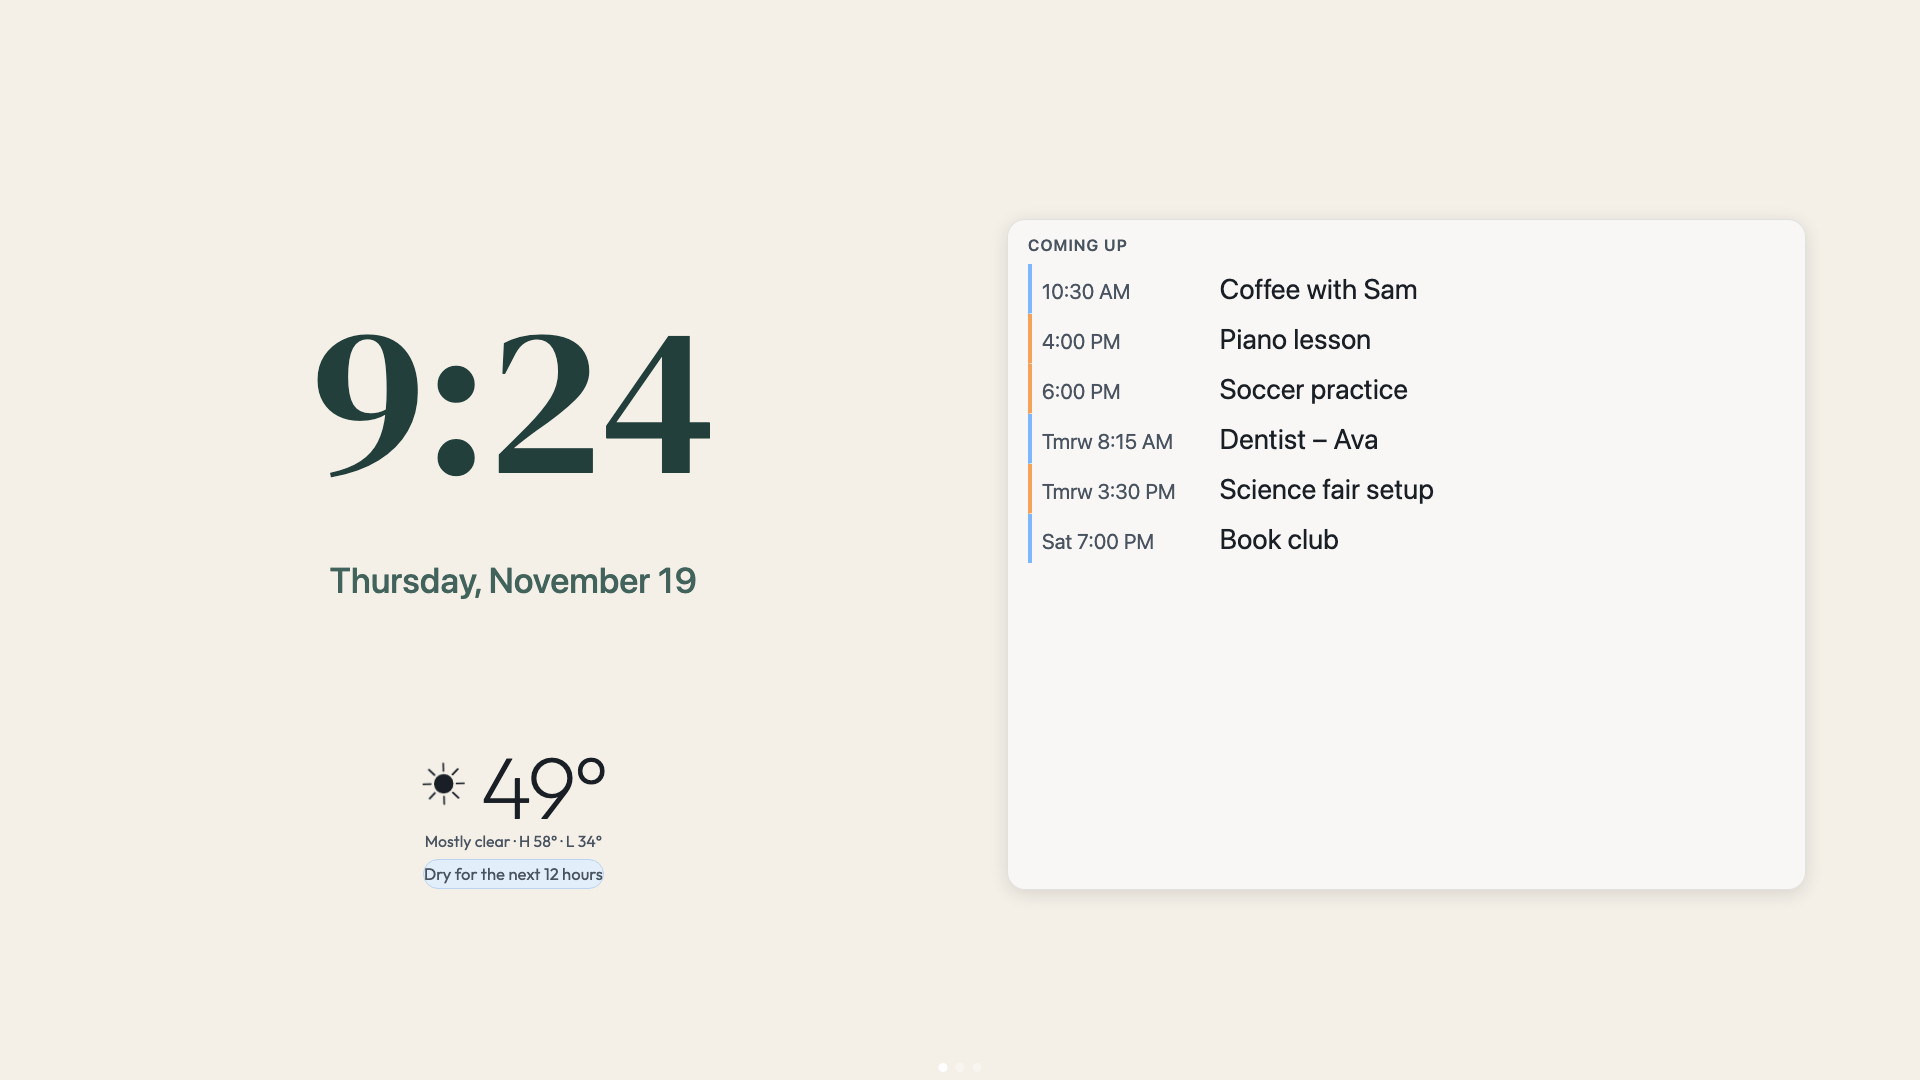 9:24
Thursday, November 19
49°
Mostly clear · H 58° · L 34°
Dry for the next 12 hours
COMING UP
10:30 AM Coffee with Sam
4:00 PM Piano lesson
6:00 PM Soccer practice
Tmrw 8:15 AM Dentist – Ava
Tmrw 3:30 PM Science fair setup
Sat 7:00 PM Book club